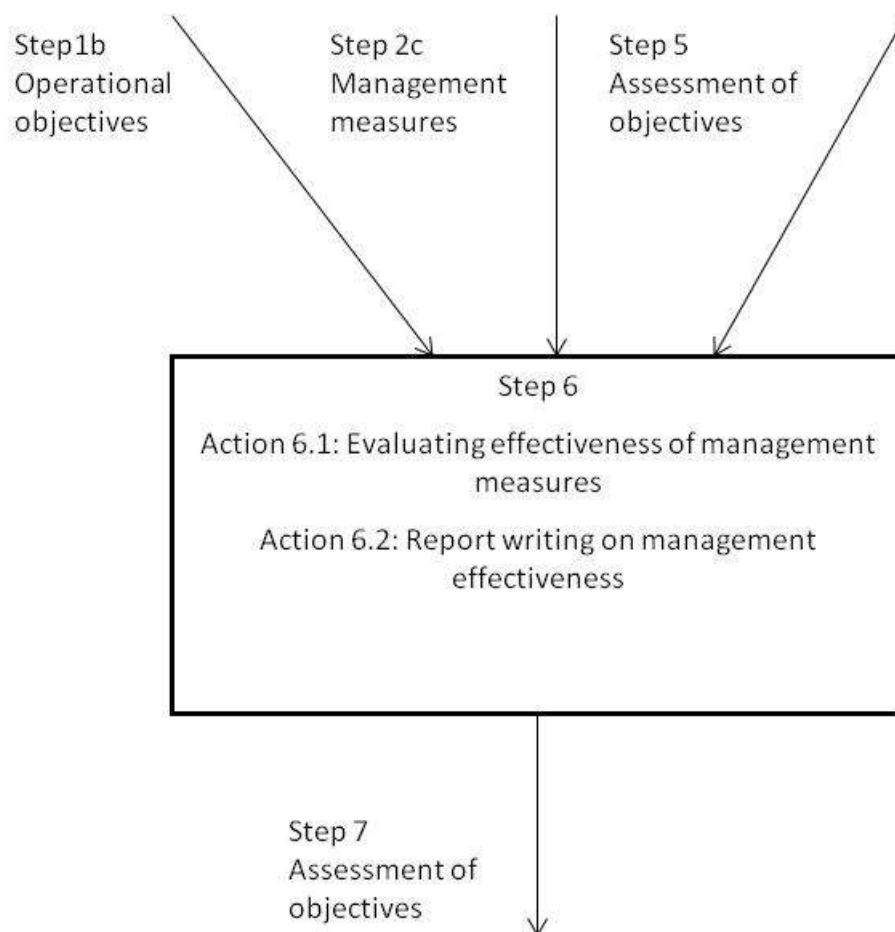 Step1b
Operational
objectives
Step 2c
Management
measures
Step 5
Assessment of
objectives
Step 6
Action 6.1: Evaluating effectiveness of management
measures
Action 6.2: Report writing on management
effectiveness
Step 7
Assessment of
objectives